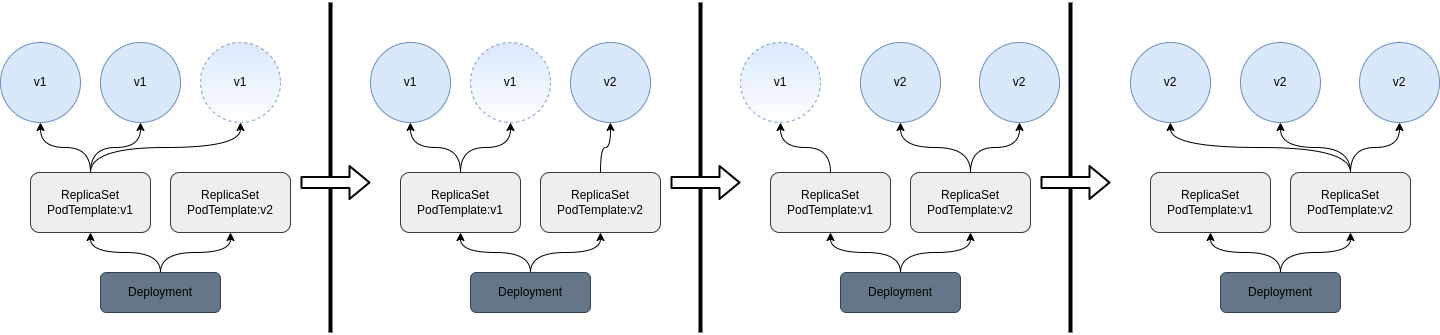 v1
v1
v1
ReplicaSet
PodTemplate:v1
ReplicaSet
PodTemplate:v2
Deployment
v1
v1
v2
ReplicaSet
PodTemplate:v1
ReplicaSet
PodTemplate:v2
Deployment
v1
v2
v2
ReplicaSet
PodTemplate:v1
ReplicaSet
PodTemplate:v2
Deployment
v2
v2
v2
ReplicaSet
PodTemplate:v1
ReplicaSet
PodTemplate:v2
Deployment